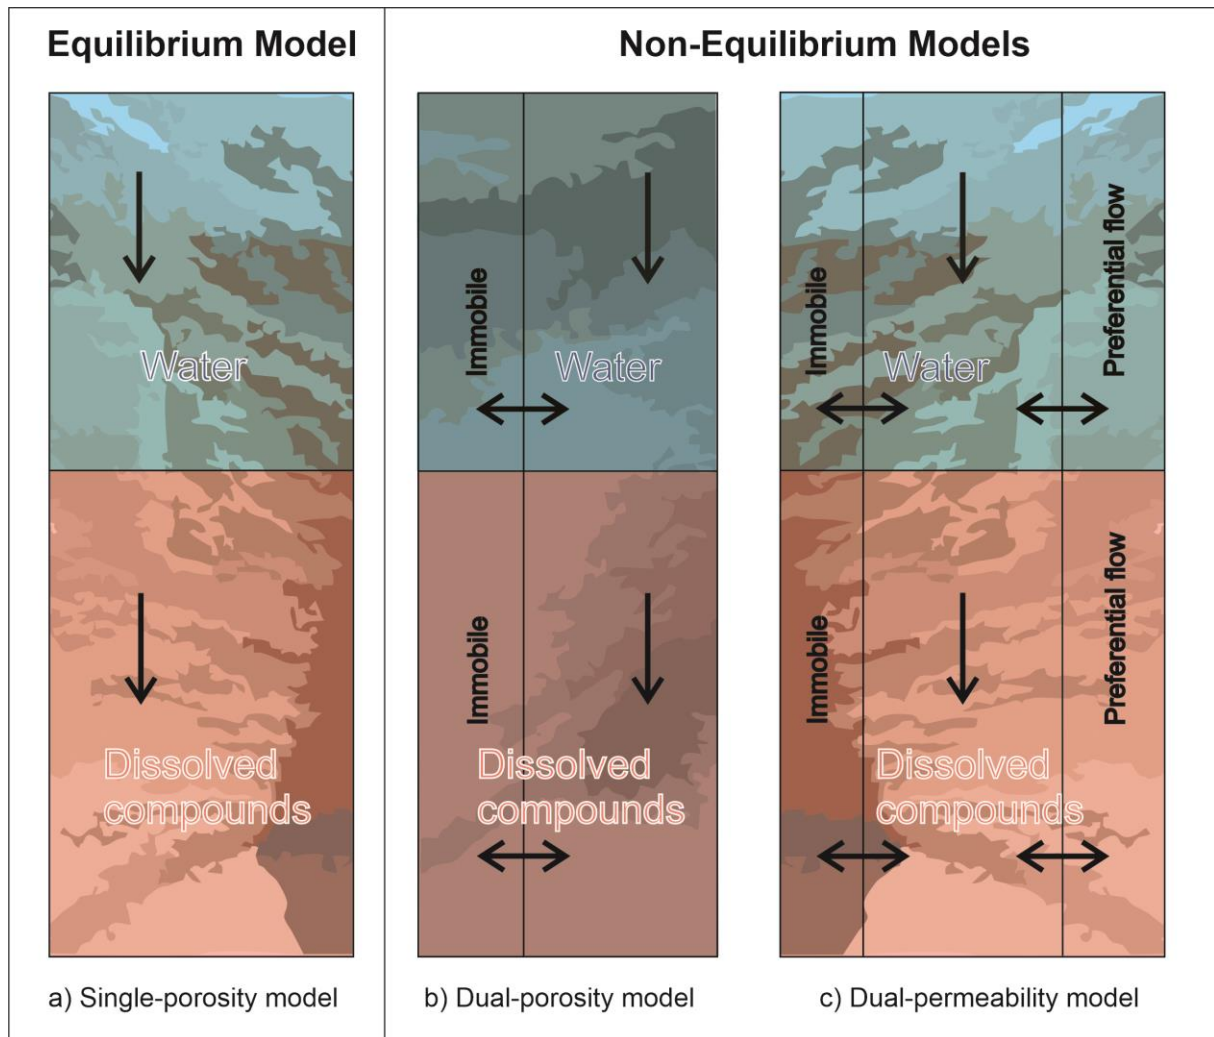 Equilibrium Model
Non-Equilibrium Models
Water
Dissolved
compounds
a) Single-porosity model
Immobile
Water
Immobile
Dissolved
compounds
b) Dual-porosity model
Immobile
Water
Preferential flow
Immobile
Dissolved
compounds
Preferential flow
c) Dual-permeability model